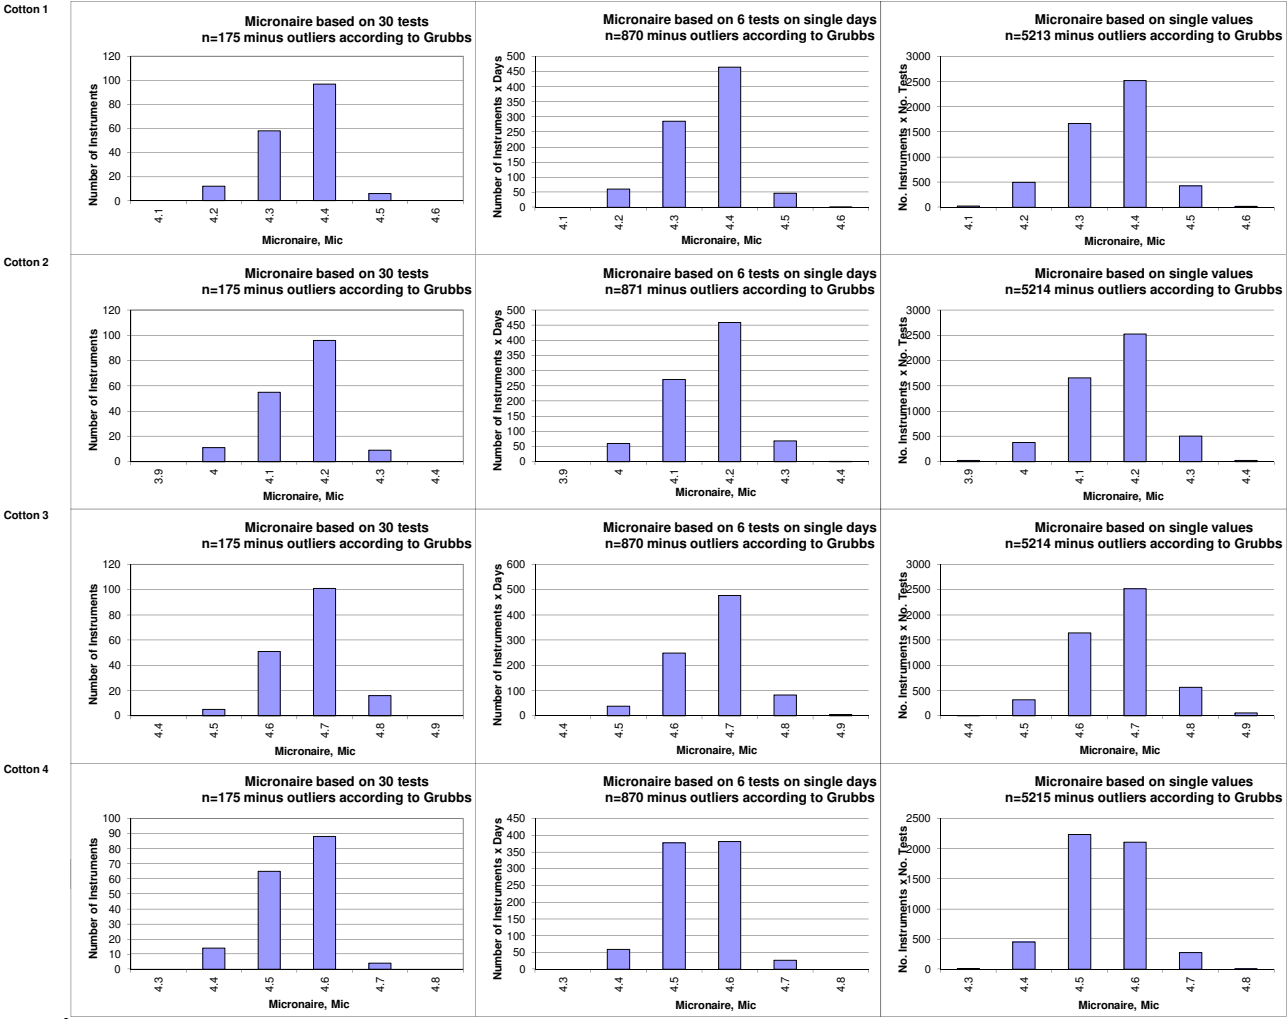 Cotton 1
Micronaire based on 30 tests
n=175 minus outliers according to Grubbs
120
100
80
60
40
20
0
Number of Instruments
4.1 4.2 4.3 4.4 4.5 4.6
Micronaire, Mic
Micronaire based on 6 tests on single days
n=870 minus outliers according to Grubbs
500
450
400
350
300
250
200
150
100
50
0
Number of Instruments x Days
4.1 4.2 4.3 4.4 4.5 4.6
Micronaire, Mic
Micronaire based on single values
n=5213 minus outliers according to Grubbs
3000
2500
2000
1500
1000
500
0
No. Instruments x No. Tests
4.1 4.2 4.3 4.4 4.5 4.6
Micronaire, Mic
Cotton 2
Micronaire based on 30 tests
n=175 minus outliers according to Grubbs
120
100
80
60
40
20
0
Number of Instruments
3.9 4 4.1 4.2 4.3 4.4
Micronaire, Mic
Micronaire based on 6 tests on single days
n=871 minus outliers according to Grubbs
500
450
400
350
300
250
200
150
100
50
0
Number of Instruments x Days
3.9 4 4.1 4.2 4.3 4.4
Micronaire, Mic
Micronaire based on single values
n=5214 minus outliers according to Grubbs
3000
2500
2000
1500
1000
500
0
No. Instruments x No. Tests
3.9 4 4.1 4.2 4.3 4.4
Micronaire, Mic
Cotton 3
Micronaire based on 30 tests
n=175 minus outliers according to Grubbs
120
100
80
60
40
20
0
Number of Instruments
4.4 4.5 4.6 4.7 4.8 4.9
Micronaire, Mic
Micronaire based on 6 tests on single days
n=870 minus outliers according to Grubbs
600
500
400
300
200
100
0
Number of Instruments x Days
4.4 4.5 4.6 4.7 4.8 4.9
Micronaire, Mic
Micronaire based on single values
n=5214 minus outliers according to Grubbs
3000
2500
2000
1500
1000
500
0
No. Instruments x No. Tests
4.4 4.5 4.6 4.7 4.8 4.9
Micronaire, Mic
Cotton 4
Micronaire based on 30 tests
n=175 minus outliers according to Grubbs
100
90
80
70
60
50
40
30
20
10
0
Number of Instruments
4.3 4.4 4.5 4.6 4.7 4.8
Micronaire, Mic
Micronaire based on 6 tests on single days
n=870 minus outliers according to Grubbs
450
400
350
300
250
200
150
100
50
0
Number of Instruments x Days
4.3 4.4 4.5 4.6 4.7 4.8
Micronaire, Mic
Micronaire based on single values
n=5215 minus outliers according to Grubbs
2500
2000
1500
1000
500
0
No. Instruments x No. Tests
4.3 4.4 4.5 4.6 4.7 4.8
Micronaire, Mic